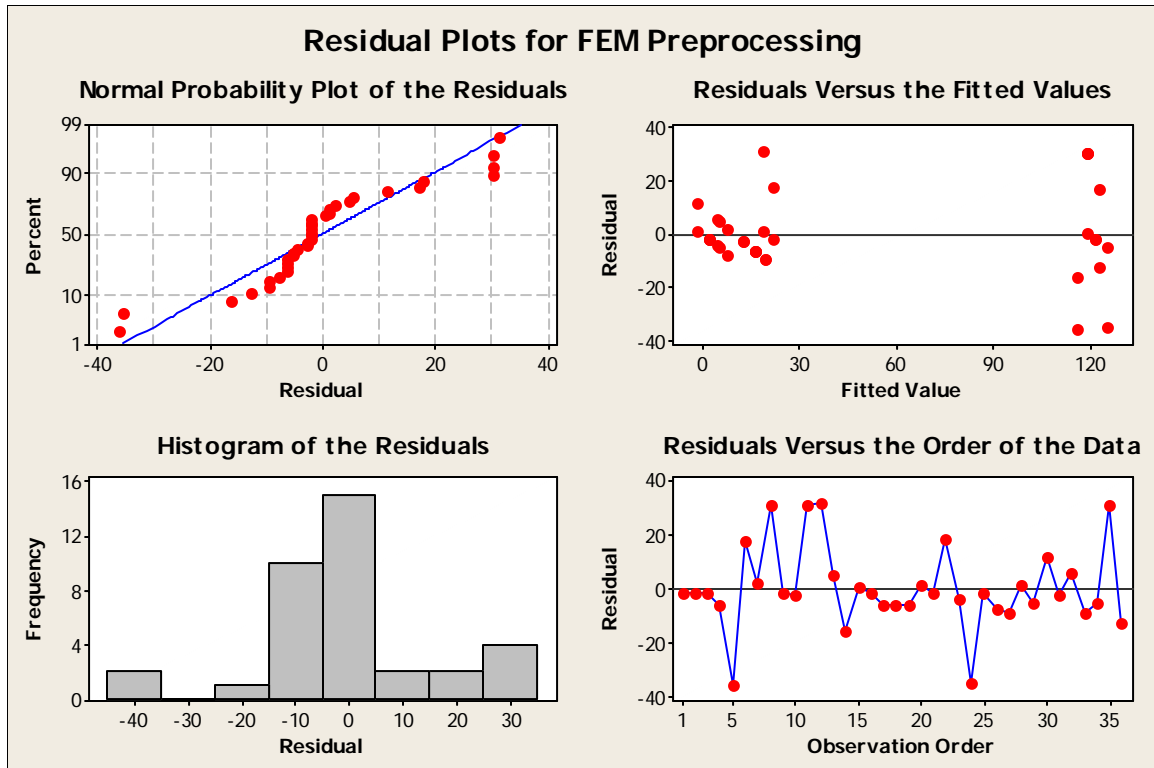 Residual Plots for FEM Preprocessing
Normal Probability Plot of the Residuals
99
90
50
10
1
Percent
-40 -20 0 20 40
Residual
Residuals Versus the Fitted Values
40
20
0
-20
-40
Residual
0 30 60 90 120
Fitted Value
Histogram of the Residuals
16
12
8
4
0
Frequency
-40 -30 -20 -10 0 10 20 30
Residual
Residuals Versus the Order of the Data
40
20
0
-20
-40
Residual
1 5 10 15 20 25 30 35
Observation Order